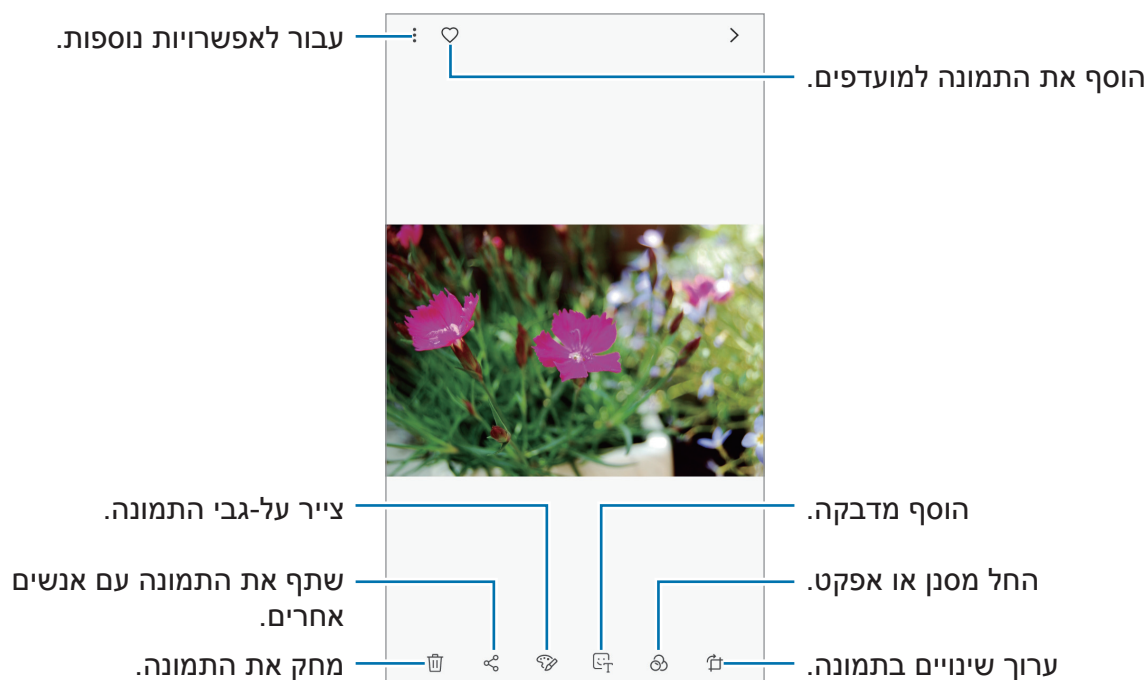 עבור לאפשרויות נוספות.
הוסף את התמונה למועדפים.
צייר על-גבי התמונה.
הוסף מדבקה.
שתף את התמונה עם אנשים
אחרים.
החל מסנן או אפקט.
מחק את התמונה.
ערוך שינויים בתמונה.